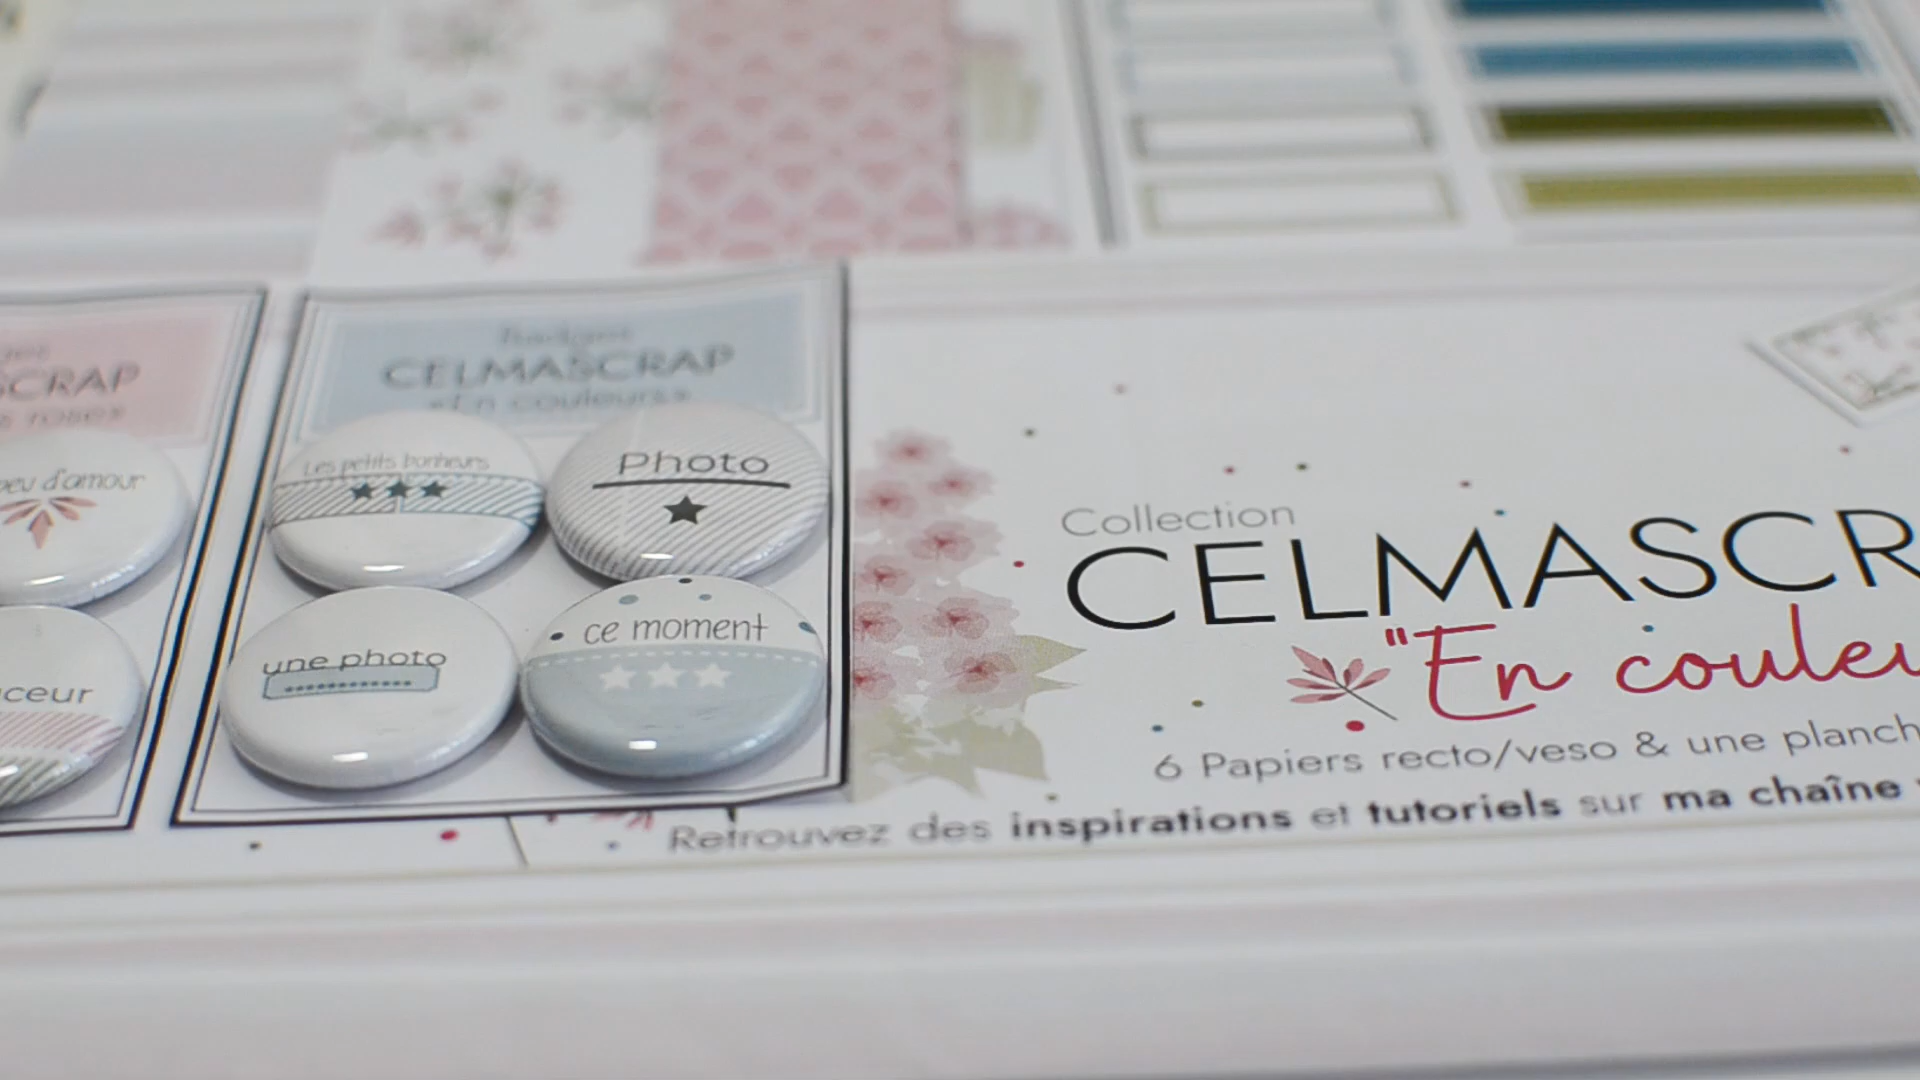 SCRAP
Badges
CELMASCRAP
«En couleurs»
peu d'amour
Les petits bonheurs
Photo
ceur
une photo
ce moment
Collection
CELMASCR
"En couleu
6 Papiers recto/veso & une planch
Retrouvez des inspirations et tutoriels sur ma chaîne